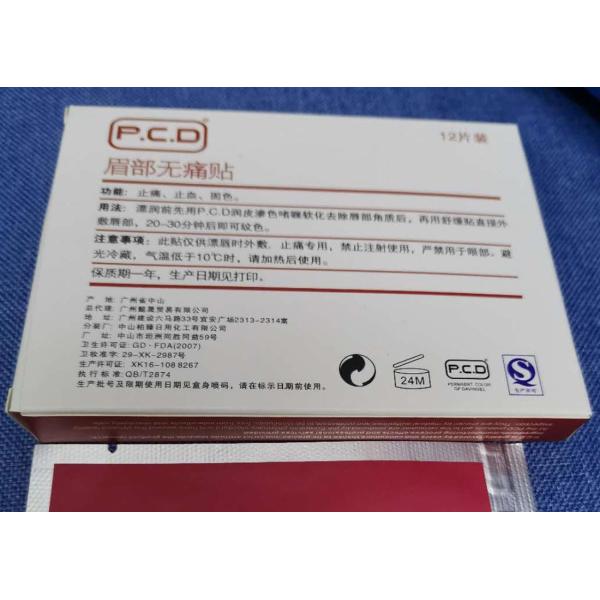 P.C.D
12片装
眉部无痛贴
功能: 止痛、止血、固色。
用法: 漂润前先用P.C.D润皮渗色啫喱软化去除唇部角质后，再用舒缓贴直接外
敷唇部，20-30分钟后即可纹色。
注意事项: 此贴仅供漂唇时外敷，止痛专用，禁止注射使用，严禁用于眼部。避
光冷藏，气温低于10℃时，请加热后使用。
保质期一年，生产日期见打印。
产 地: 广州省中山
总代理: 广州懿晟贸易有限公司
地 址: 广州建设六马路33号宜安广场2313-2314室
分装厂: 中山柏臻日用化工有限公司
厂 址: 中山市坦洲同胜同益59号
卫生许可证: GD-FDA(2007)
卫妆准字: 29-XK-2987号
生产许可证: XK16-108 8267
执行标准: QB/T2874
生产批号及限期使用日期见盒身喷码，请在标示日期前使用。
24M
P.C.D
PERMANENT COLOR
OF DAVINSEL
QS
生产许可